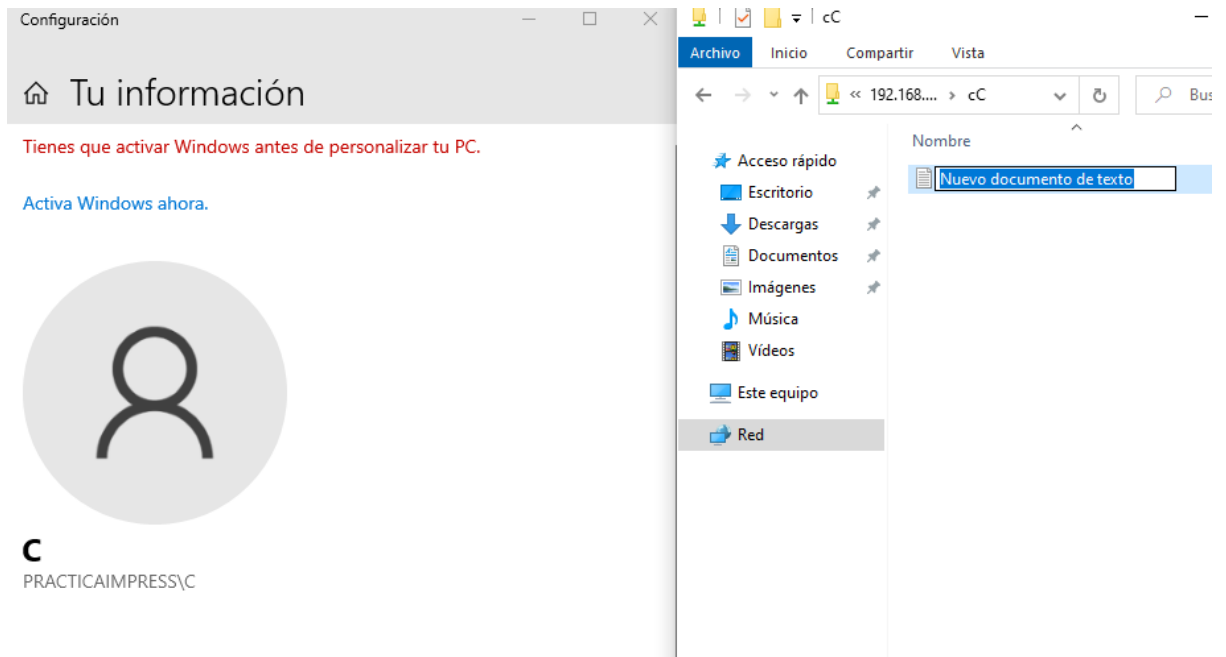 Configuración
Tu información
Tienes que activar Windows antes de personalizar tu PC.
Activa Windows ahora.
C
PRACTICAIMPRESS\C
cC
Archivo Inicio Compartir Vista
« 192.168.... › cC Bus
Nombre
Acceso rápido
Nuevo documento de texto
Escritorio
Descargas
Documentos
Imágenes
Música
Vídeos
Este equipo
Red